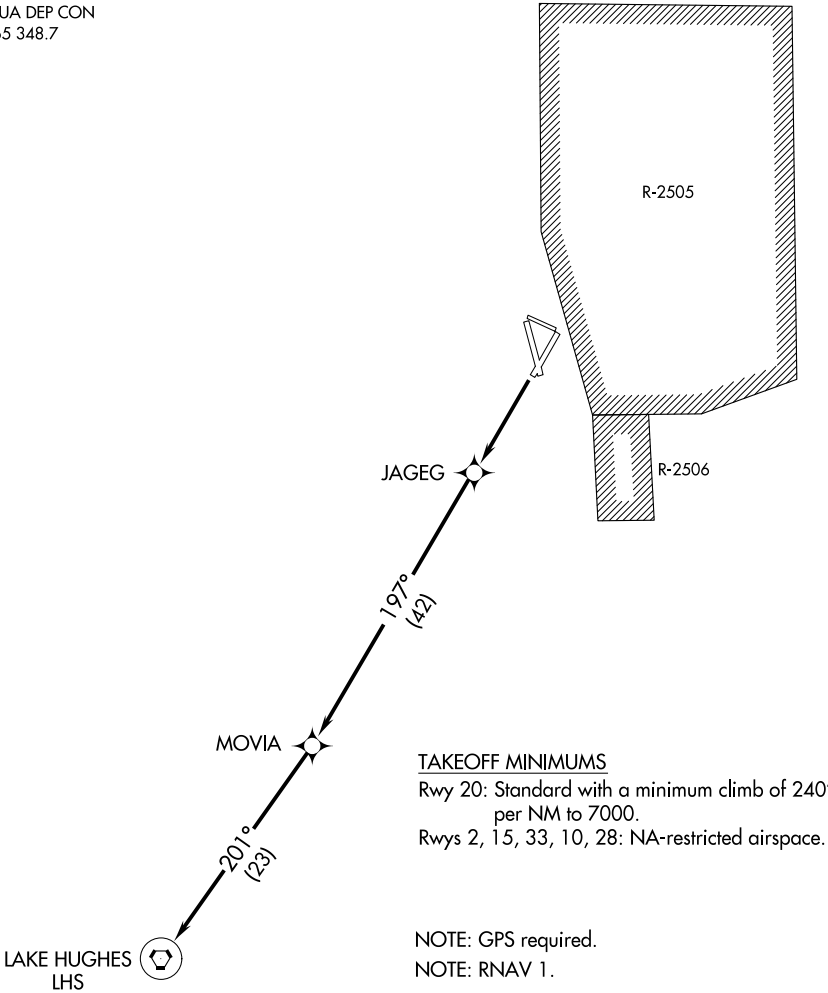 UA DEP CON
348.7
R-2505
JAGEG
R-2506
197°
(42)
MOVIA
TAKEOFF MINIMUMS
Rwy 20: Standard with a minimum climb of 240'
per NM to 7000.
Rwys 2, 15, 33, 10, 28: NA-restricted airspace.
201°
(23)
LAKE HUGHES
LHS
NOTE: GPS required.
NOTE: RNAV 1.